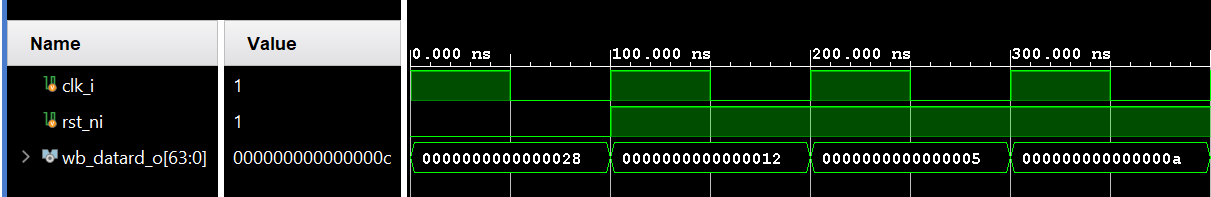 Name Value
0.000 ns 100.000 ns 200.000 ns 300.000 ns
clk_i 1
rst_ni 1
wb_datard_o[63:0] 000000000000000c 0000000000000028 0000000000000012 0000000000000005 000000000000000a